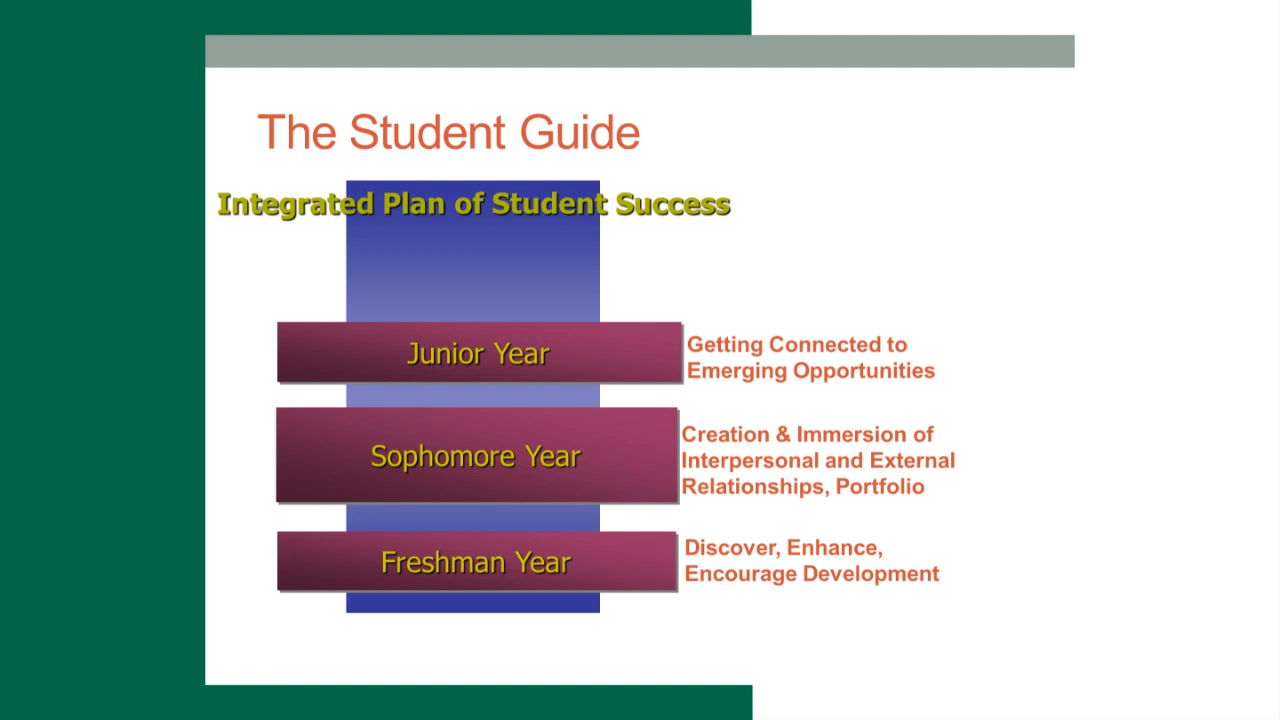 The Student Guide
Integrated Plan of Student Success
Junior Year
Getting Connected to
Emerging Opportunities
Sophomore Year
Creation & Immersion of
Interpersonal and External
Relationships, Portfolio
Freshman Year
Discover, Enhance,
Encourage Development